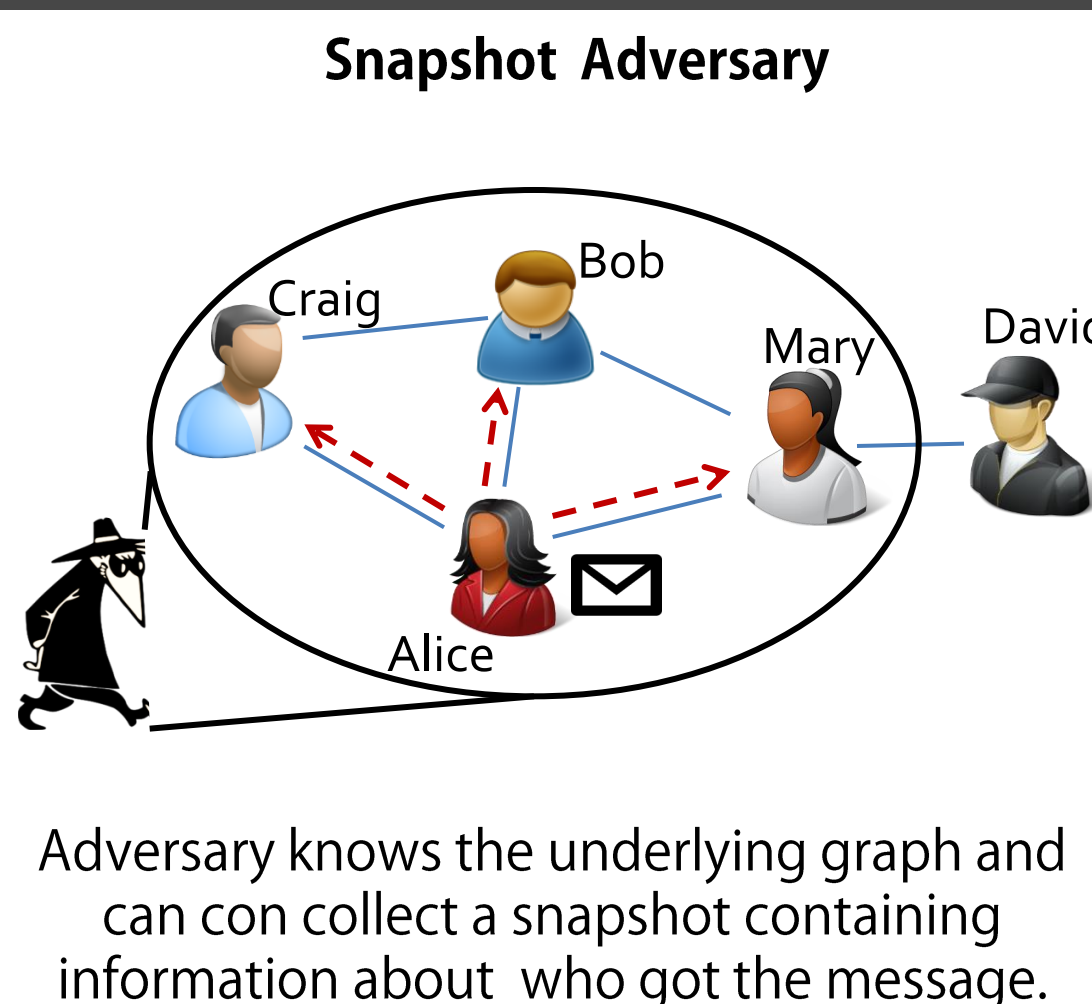 Snapshot Adversary
Bob
Craig
Mary
Alice
Adversary knows the underlying graph and
can con collect a snapshot containing
information about who got the message.